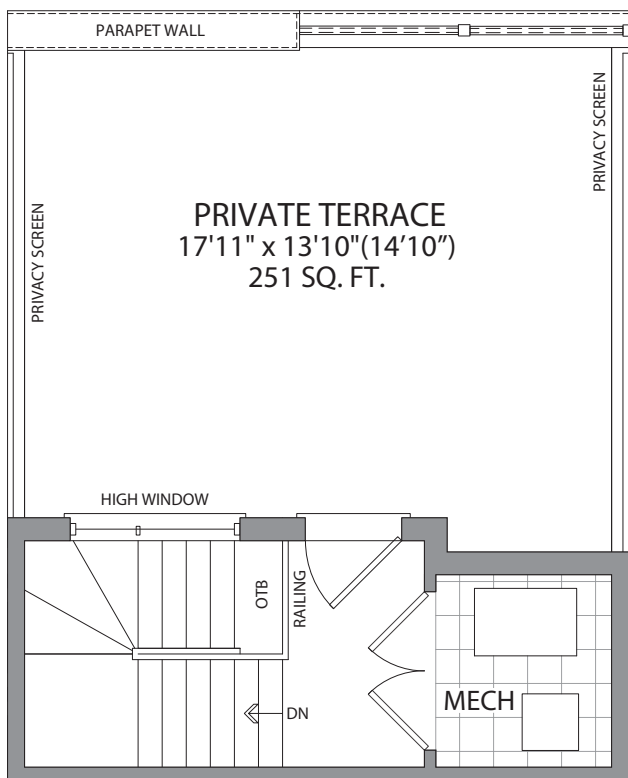 PARAPET WALL
PRIVACY SCREEN
PRIVACY SCREEN
PRIVATE TERRACE
17'11" x 13'10"(14’10”)
251 SQ. FT.
HIGH WINDOW
OTB
RAILING
DN
MECH